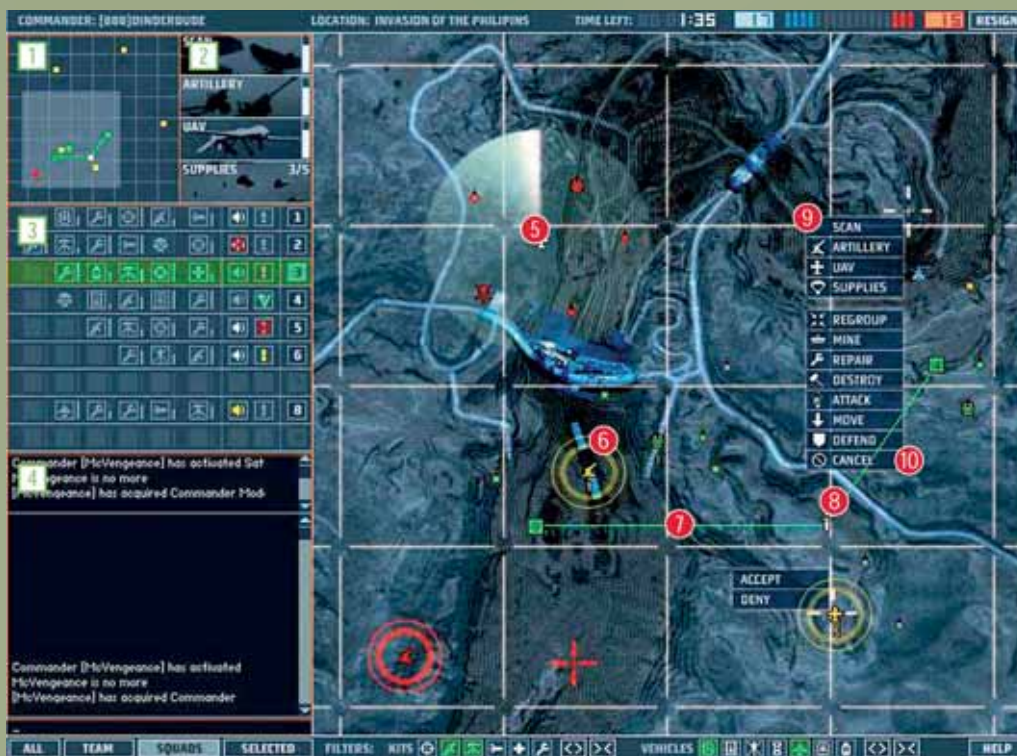 COMMANDER: [BBB]DINDERDUDE
LOCATION: INVASION OF THE PHILIPINS
TIME LEFT: 1:35
17
15
RESIGN
1
2
SCAN
ARTILLERY
UAV
SUPPLIES 3/5
3
1
2
3
4
5
6
8
4
Commander [McVengeance] has activated Sat
McVengeance is no more
[McVengeance] has acquired Commander Mode
Commander [McVengeance] has activated
McVengeance is no more
[McVengeance] has acquired Commander
5
6
7
8
9
10
SCAN
ARTILLERY
UAV
SUPPLIES
REGROUP
MINE
REPAIR
DESTROY
ATTACK
MOVE
DEFEND
CANCEL
ACCEPT
DENY
ALL
TEAM
SQUADS
SELECTED
FILTERS: KITS
VEHICLES
HELP